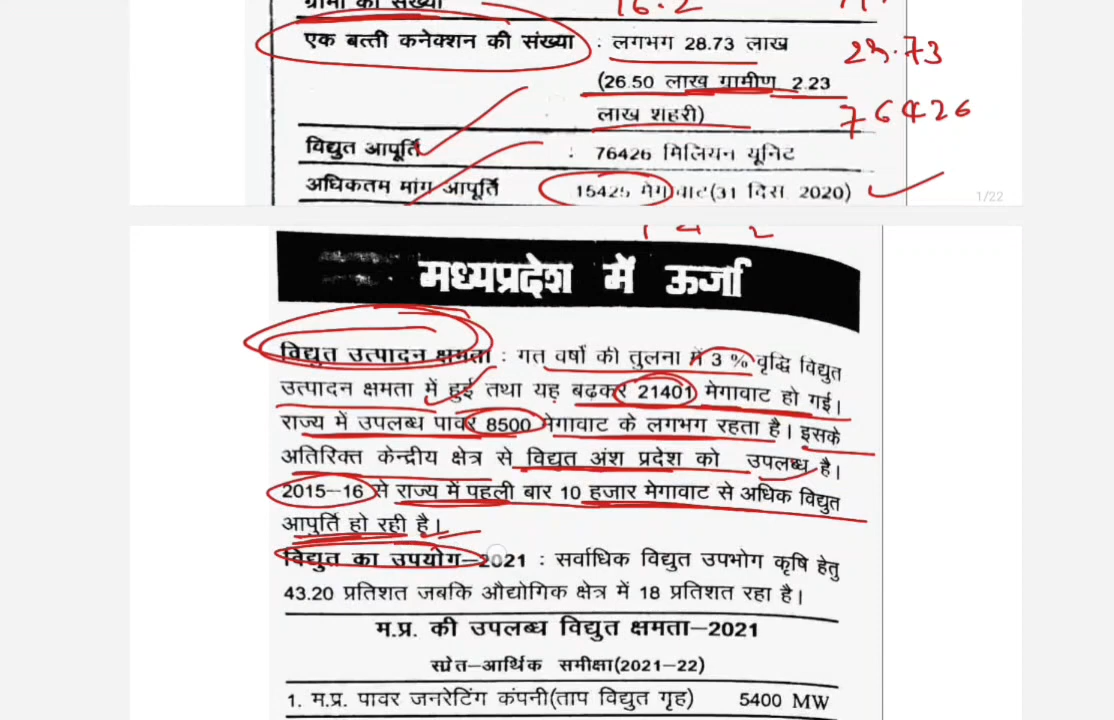 ग्रामों की संख्या 16.2
एक बत्ती कनेक्शन की संख्या : लगभग 28.73 लाख 28.73
(26.50 लाख ग्रामीण 2.23
लाख शहरी) 76426
विद्युत आपूर्ति : 76426 मिलियन यूनिट
अधिकतम मांग आपूर्ति 15425 मेगावाट(31 दिस. 2020)
1/22
मध्यप्रदेश में ऊर्जा
विद्युत उत्पादन क्षमता : गत वर्षो की तुलना में 3 % वृद्धि विद्युत
उत्पादन क्षमता में हुई तथा यह बढ़कर 21401 मेगावाट हो गई।
राज्य में उपलब्ध पावर 8500 मेगावाट के लगभग रहता है। इसके
अतिरिक्त केन्द्रीय क्षेत्र से विद्युत अंश प्रदेश को उपलब्ध है।
2015–16 से राज्य में पहली बार 10 हजार मेगावाट से अधिक विद्युत
आपुर्ति हो रही है।
विद्युत का उपयोग–2021 : सर्वाधिक विद्युत उपभोग कृषि हेतु
43.20 प्रतिशत जबकि औद्योगिक क्षेत्र में 18 प्रतिशत रहा है।
म.प्र. की उपलब्ध विद्युत क्षमता–2021
स्रोत–आर्थिक समीक्षा(2021-22)
1. म.प्र. पावर जनरेटिंग कंपनी(ताप विद्युत गृह) 5400 MW